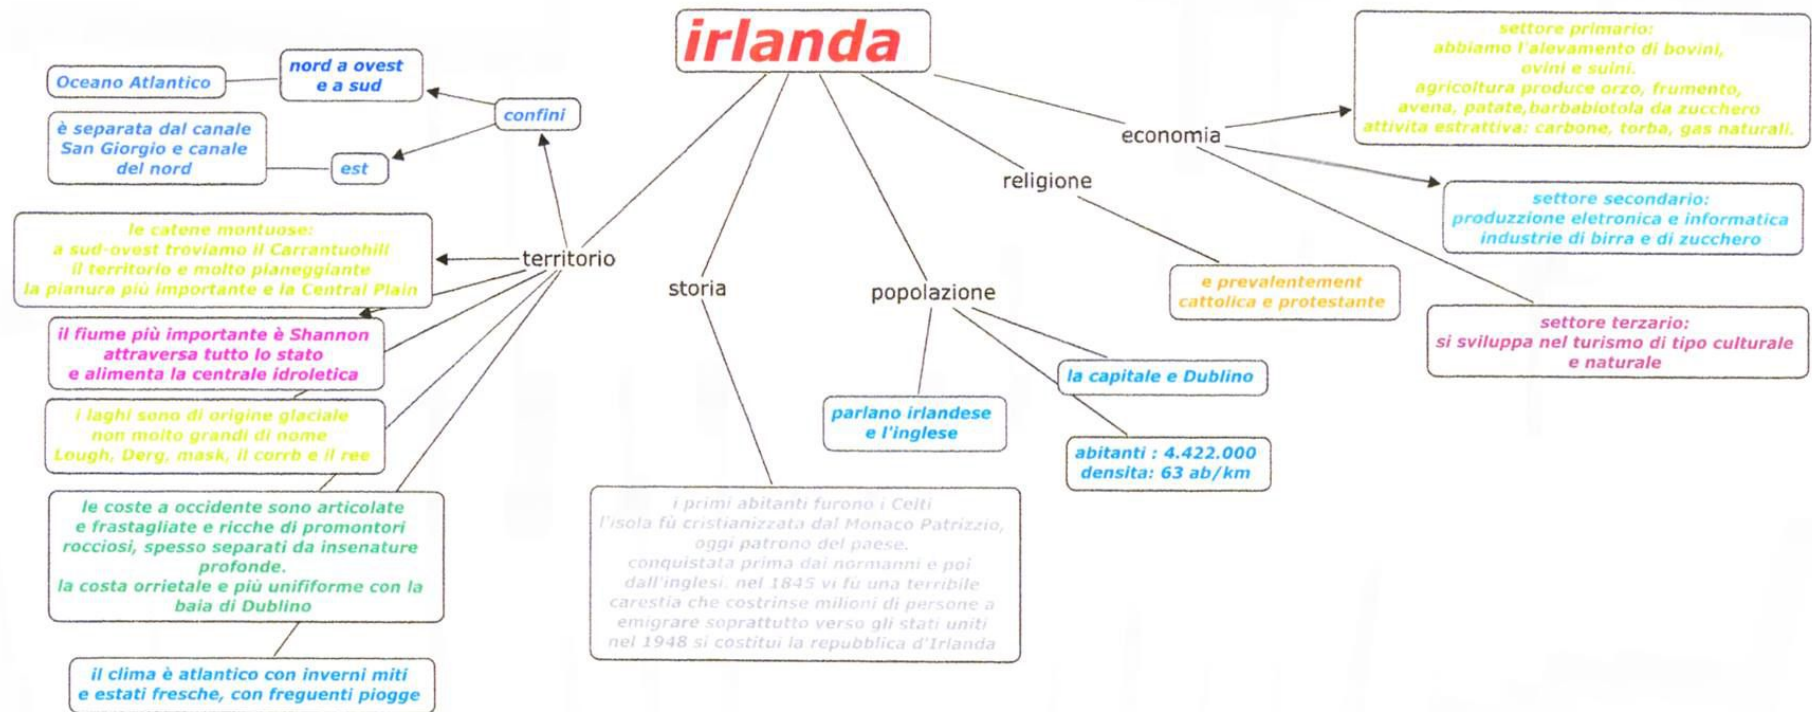 irlanda
nord a ovest
e a sud
Oceano Atlantico
confini
è separata dal canale
San Giorgio e canale
del nord
est
territorio
le catene montuose:
a sud-ovest troviamo il Carrantuohill
il territorio e molto pianeggiante
la pianura più importante e la Central Plain
il fiume più importante è Shannon
attraversa tutto lo stato
e alimenta la centrale idroletica
i laghi sono di origine glaciale
non molto grandi di nome
Lough, Derg, mask, il corrb e il ree
le coste a occidente sono articolate
e frastagliate e ricche di promontori
rocciosi, spesso separati da insenature
profonde.
la costa orrietale e più unififorme con la
baia di Dublino
il clima è atlantico con inverni miti
e estati fresche, con freguenti piogge
storia
i primi abitanti furono i Celti
l'isola fù cristianizzata dal Monaco Patrizzio,
oggi patrono del paese.
conquistata prima dai normanni e poi
dall'inglesi. nel 1845 vi fù una terribile
carestia che costrinse milioni di persone a
emigrare soprattutto verso gli stati uniti
nel 1948 si costituì la repubblica d'Irlanda
popolazione
parlano irlandese
e l'inglese
la capitale e Dublino
abitanti : 4.422.000
densita: 63 ab/km
religione
e prevalentement
cattolica e protestante
economia
settore primario:
abbiamo l'alevamento di bovini,
ovini e suini.
agricoltura produce orzo, frumento,
avena, patate,barbabiotola da zucchero
attivita estrattiva: carbone, torba, gas naturali.
settore secondario:
produzzione eletronica e informatica
industrie di birra e di zucchero
settore terzario:
si sviluppa nel turismo di tipo culturale
e naturale